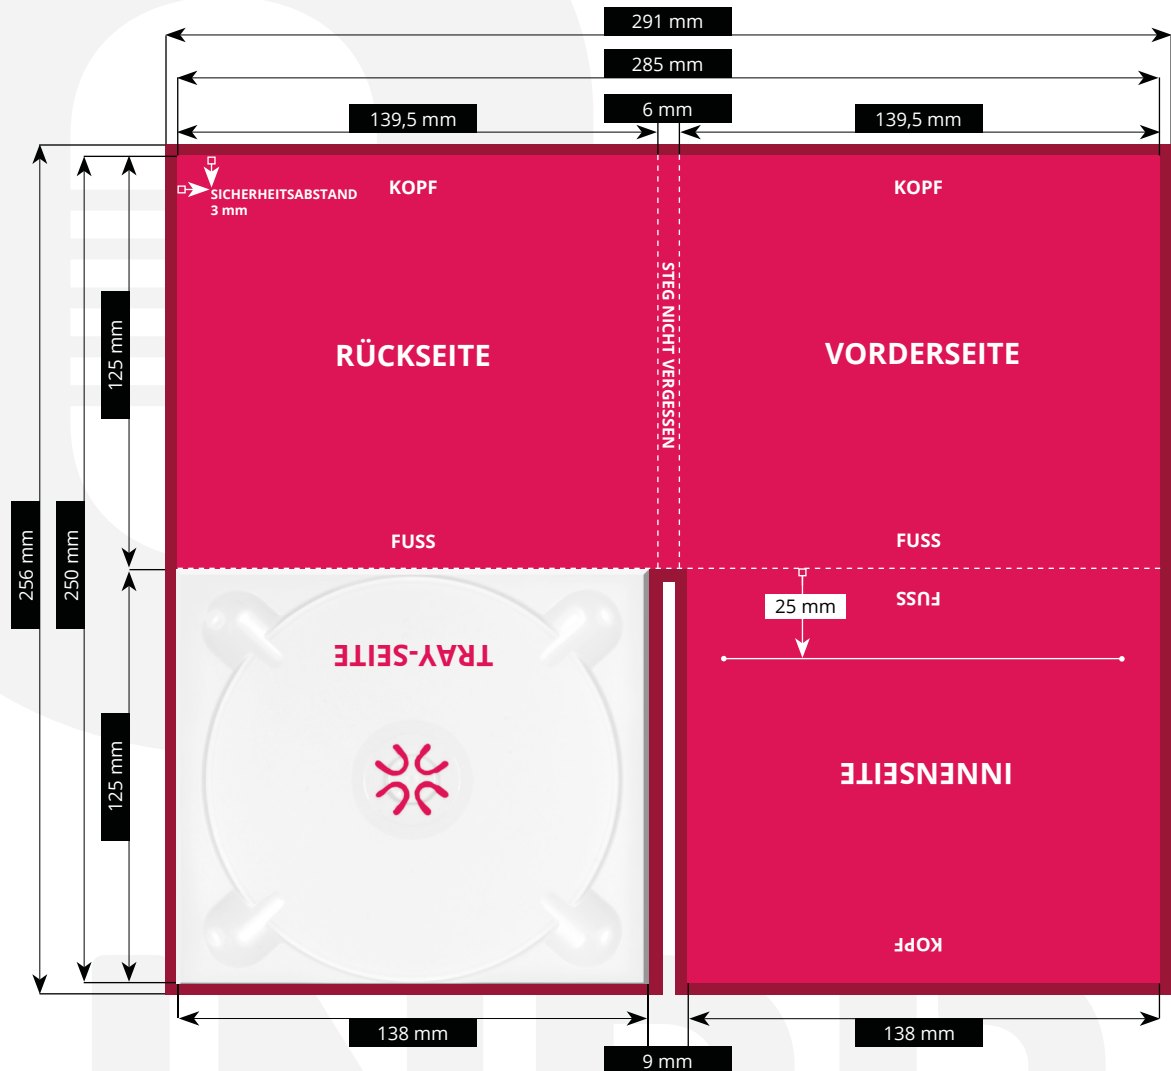 291 mm
285 mm
6 mm
139,5 mm
139,5 mm
SICHERHEITSABSTAND
3 mm
KOPF
KOPF
STEG NICHT VERGESSEN
125 mm
RÜCKSEITE
VORDERSEITE
FUSS
FUSS
256 mm
250 mm
FUSS
25 mm
TRAY-SEITE
125 mm
INNENSEITE
KOPF
138 mm
138 mm
9 mm